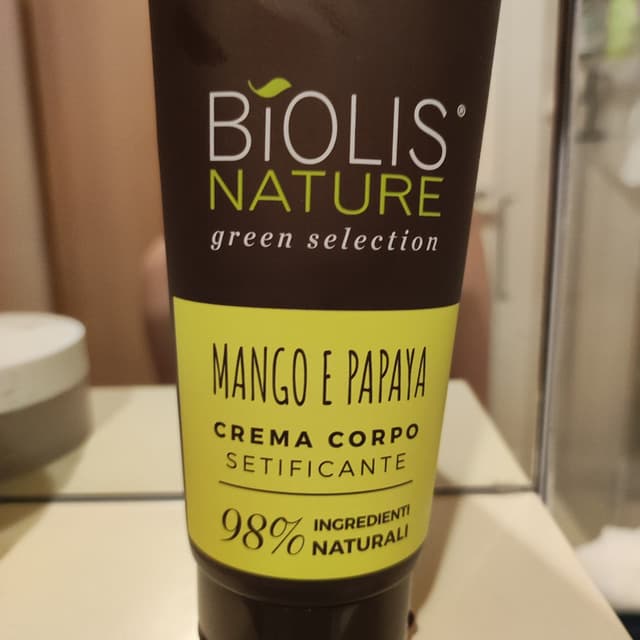 BIOLIS®
NATURE
green selection
MANGO E PAPAYA
CREMA CORPO
SETIFICANTE
98% INGREDIENTI
NATURALI